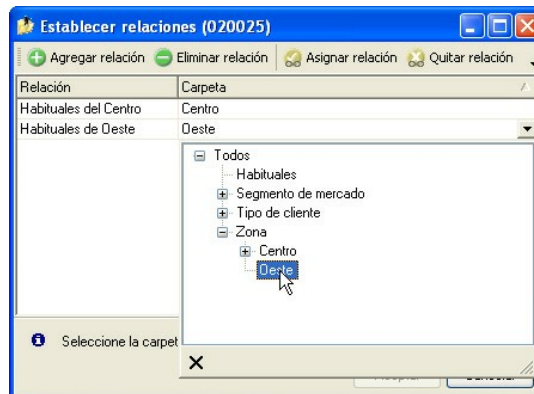 Establecer relaciones (020025)
Agregar relación Eliminar relación Asignar relación Quitar relación
Relación Carpeta
Habituales del Centro Centro
Habituales de Oeste Oeste
Todos
Habituales
Segmento de mercado
Tipo de cliente
Zona
Centro
Oeste
Seleccione la carpet